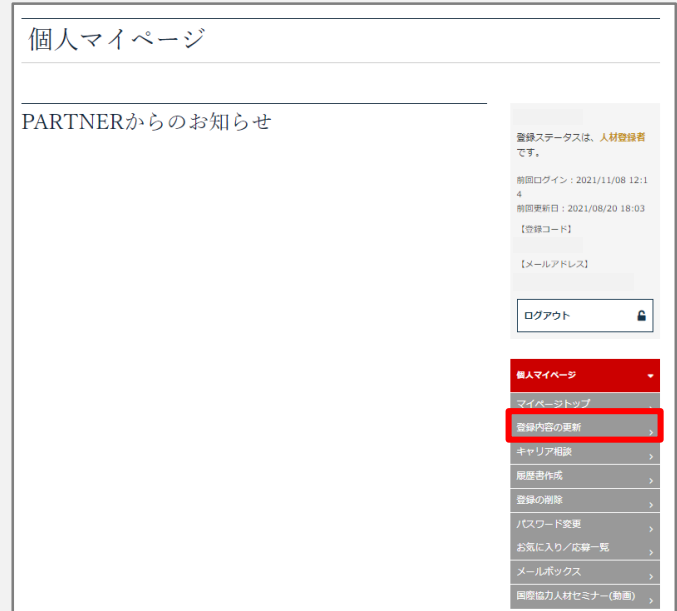 個人マイページ
PARTNERからのお知らせ
登録ステータスは、人材登録者
です。
前回ログイン：2021/11/08 12:1
4
前回更新日：2021/08/20 18:03
【登録コード】
【メールアドレス】
ログアウト
個人マイページ
マイページトップ
登録内容の更新
キャリア相談
履歴書作成
登録の削除
パスワード変更
お気に入り／応募一覧
メールボックス
国際協力人材セミナー(動画)